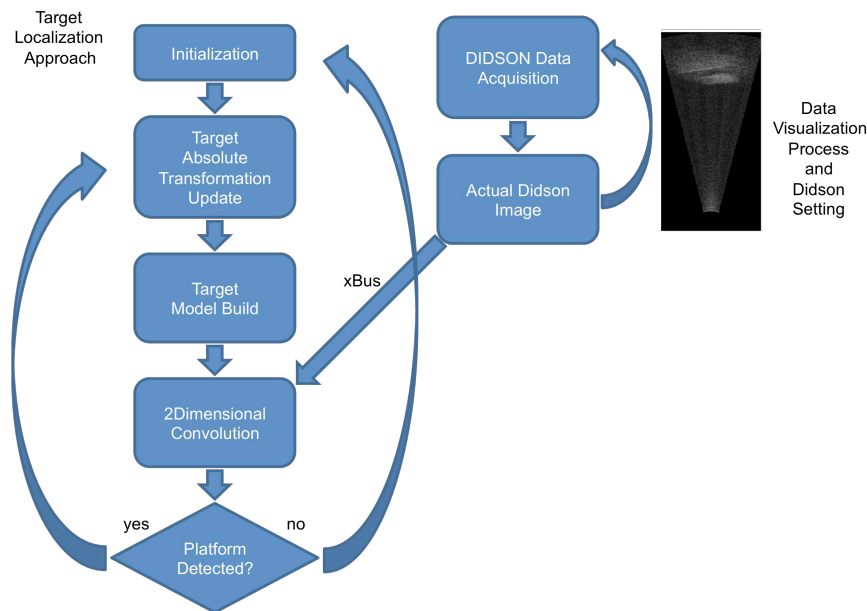 Target
Localization
Approach
Initialization
Target
Absolute
Transformation
Update
Target
Model Build
2Dimensional
Convolution
Platform
Detected?
yes
no
DIDSON Data
Acquisition
Actual Didson
Image
xBus
Data
Visualization
Process
and
Didson
Setting